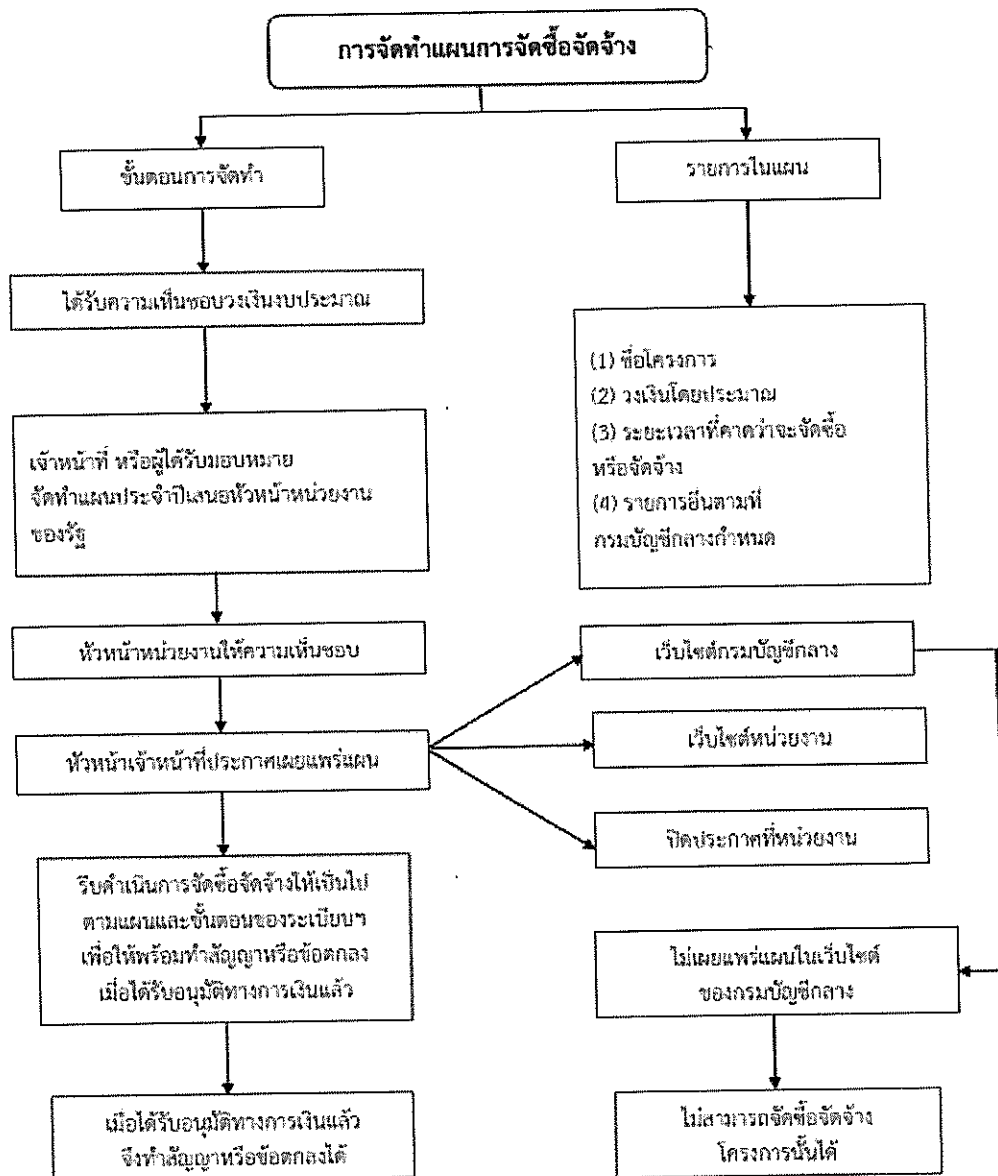 การจัดทำแผนการจัดซื้อจัดจ้าง
ขั้นตอนการจัดทำ
รายการในแผน
ได้รับความเห็นชอบวงเงินงบประมาณ
(1) ชื่อโครงการ
(2) วงเงินโดยประมาณ
(3) ระยะเวลาที่คาดว่าจะจัดซื้อ
หรือจัดจ้าง
(4) รายการอื่นตามที่
กรมบัญชีกลางกำหนด
เจ้าหน้าที่ หรือผู้ได้รับมอบหมาย
จัดทำแผนประจำปีเสนอหัวหน้าหน่วยงาน
ของรัฐ
หัวหน้าหน่วยงานให้ความเห็นชอบ
หัวหน้าเจ้าหน้าที่ประกาศเผยแพร่แผน
เว็บไซต์กรมบัญชีกลาง
เว็บไซต์หน่วยงาน
ปิดประกาศที่หน่วยงาน
รีบดำเนินการจัดซื้อจัดจ้างให้เป็นไป
ตามแผนและขั้นตอนของระเบียบฯ
เพื่อให้พร้อมทำสัญญาหรือข้อตกลง
เมื่อได้รับอนุมัติทางการเงินแล้ว
ไม่เผยแพร่แผนในเว็บไซต์
ของกรมบัญชีกลาง
เมื่อได้รับอนุมัติทางการเงินแล้ว
จึงทำสัญญาหรือข้อตกลงได้
ไม่สามารถจัดซื้อจัดจ้าง
โครงการนั้นได้